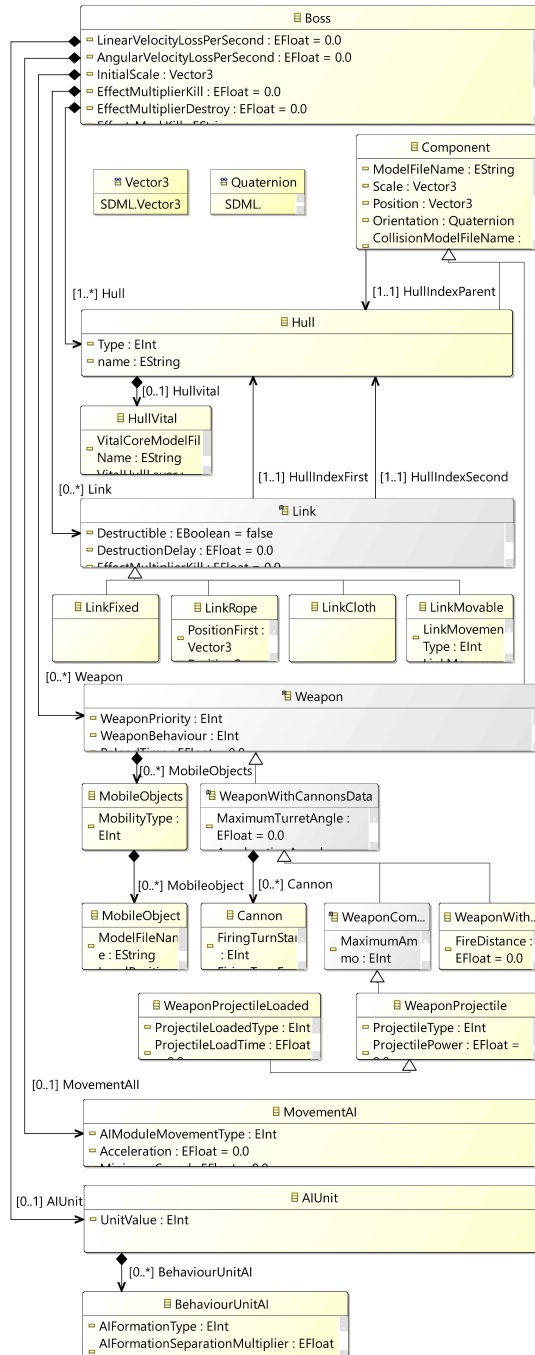 Boss
LinearVelocityLossPerSecond : EFloat = 0.0
AngularVelocityLossPerSecond : EFloat = 0.0
InitialScale : Vector3
EffectMultiplierKill : EFloat = 0.0
EffectMultiplierDestroy : EFloat = 0.0
Component
ModelFileName : EString
Scale : Vector3
Position : Vector3
Orientation : Quaternion
CollisionModelFileName :
Vector3
SDML.Vector3
Quaternion
SDML.
[1..*] Hull
[1..1] HullIndexParent
Hull
Type : EInt
name : EString
[0..1] Hullvital
HullVital
VitalCoreModelFil
Name : EString
[1..1] HullIndexFirst
[1..1] HullIndexSecond
[0..*] Link
Link
Destructible : EBoolean = false
DestructionDelay : EFloat = 0.0
EffectMultiplierKill : EFloat = 0.0
LinkFixed
LinkRope
PositionFirst :
Vector3
LinkCloth
LinkMovable
LinkMovemen
Type : EInt
[0..*] Weapon
Weapon
WeaponPriority : EInt
WeaponBehaviour : EInt
[0..*] MobileObjects
MobileObjects
MobilityType :
EInt
WeaponWithCannonsData
MaximumTurretAngle :
EFloat = 0.0
[0..*] Mobileobject
[0..*] Cannon
MobileObject
ModelFileNam
e : EString
Cannon
FiringTurnStar
: EInt
WeaponCom...
MaximumAm
mo : EInt
WeaponWith...
FireDistance :
EFloat = 0.0
WeaponProjectileLoaded
ProjectileLoadedType : EInt
ProjectileLoadTime : EFloat
WeaponProjectile
ProjectileType : EInt
ProjectilePower : EFloat =
[0..1] MovementAII
MovementAI
AIModuleMovementType : EInt
Acceleration : EFloat = 0.0
[0..1] AIUnit
AIUnit
UnitValue : EInt
[0..*] BehaviourUnitAI
BehaviourUnitAI
AIFormationType : EInt
AIFormationSeparationMultiplier : EFloat